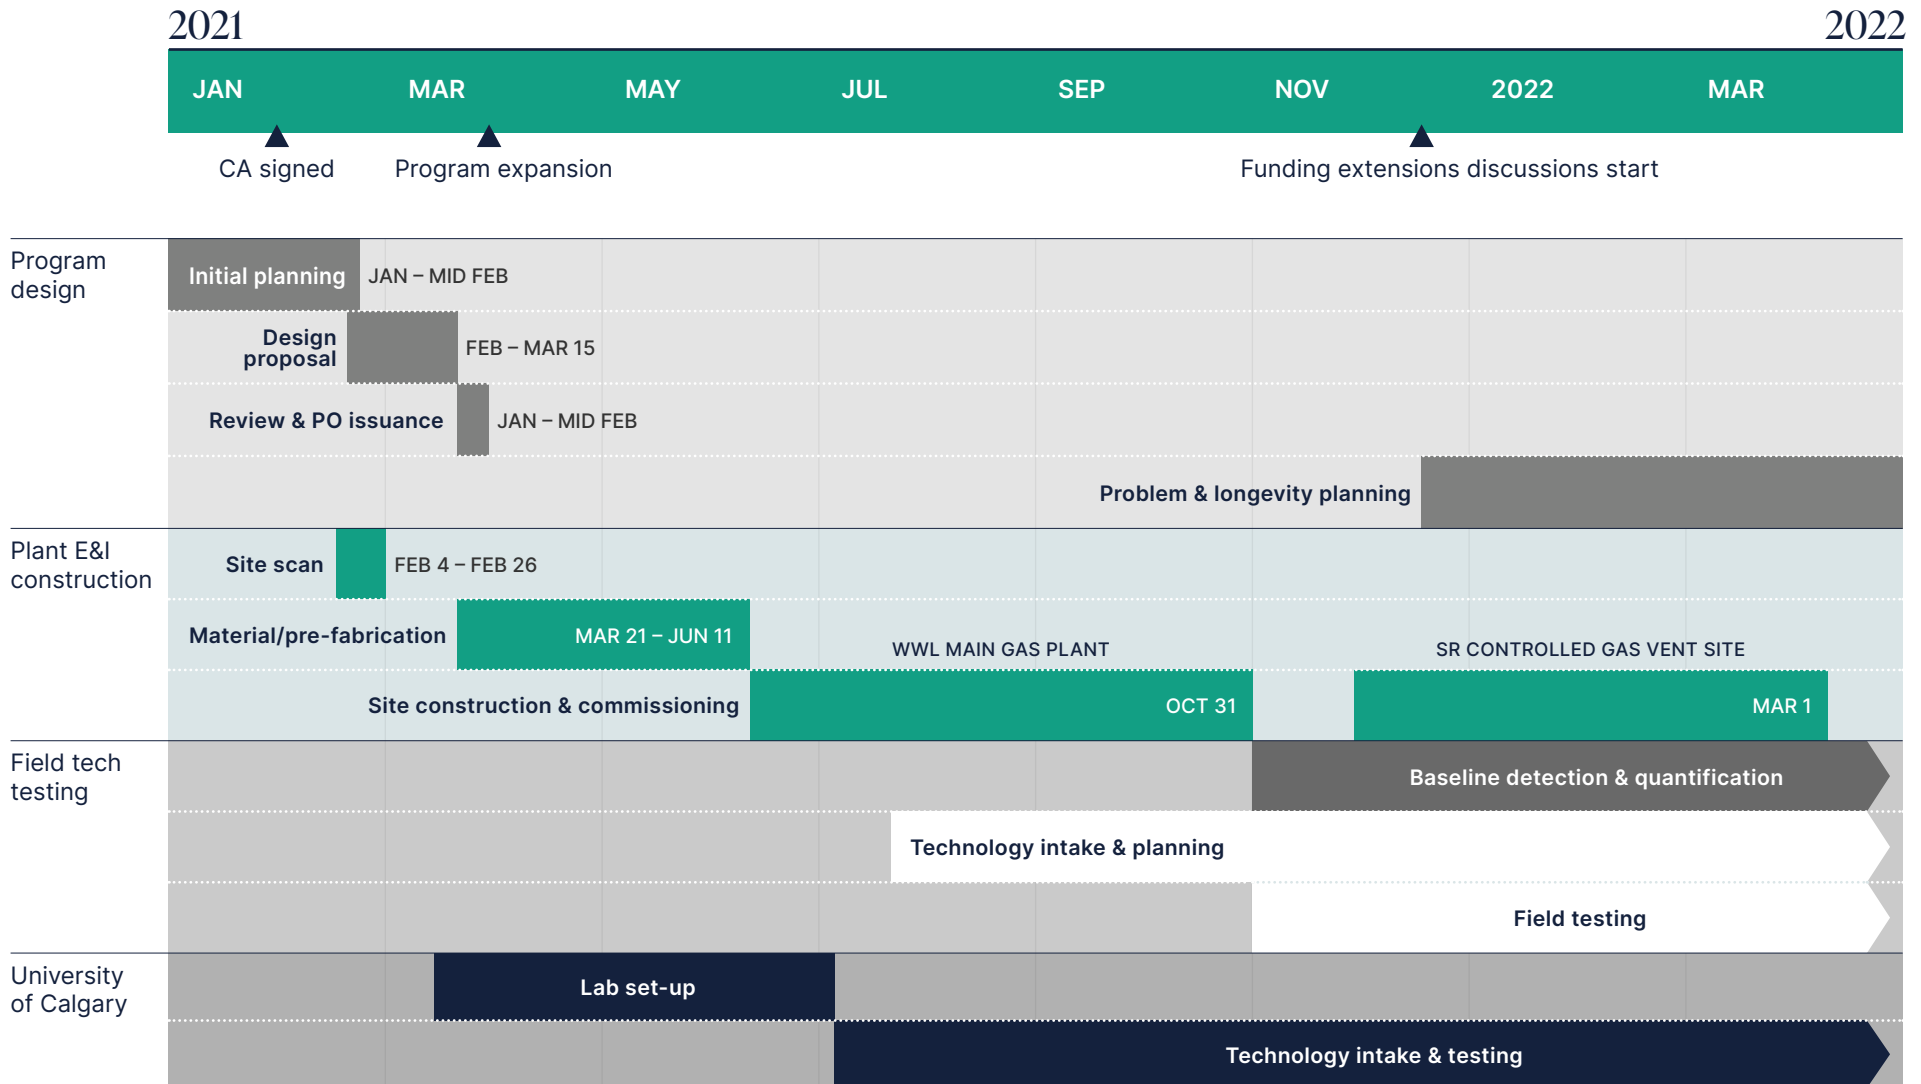 2021
2022
JAN
MAR
MAY
JUL
SEP
NOV
2022
MAR
CA signed
Program expansion
Funding extensions discussions start
Program
design
Initial planning
JAN – MID FEB
Design
proposal
FEB – MAR 15
Review & PO issuance
JAN – MID FEB
Problem & longevity planning
Plant E&I
construction
Site scan
FEB 4 – FEB 26
Material/pre-fabrication
MAR 21 – JUN 11
WWL MAIN GAS PLANT
SR CONTROLLED GAS VENT SITE
Site construction & commissioning
OCT 31
MAR 1
Field tech
testing
Baseline detection & quantification
Technology intake & planning
Field testing
University
of Calgary
Lab set-up
Technology intake & testing